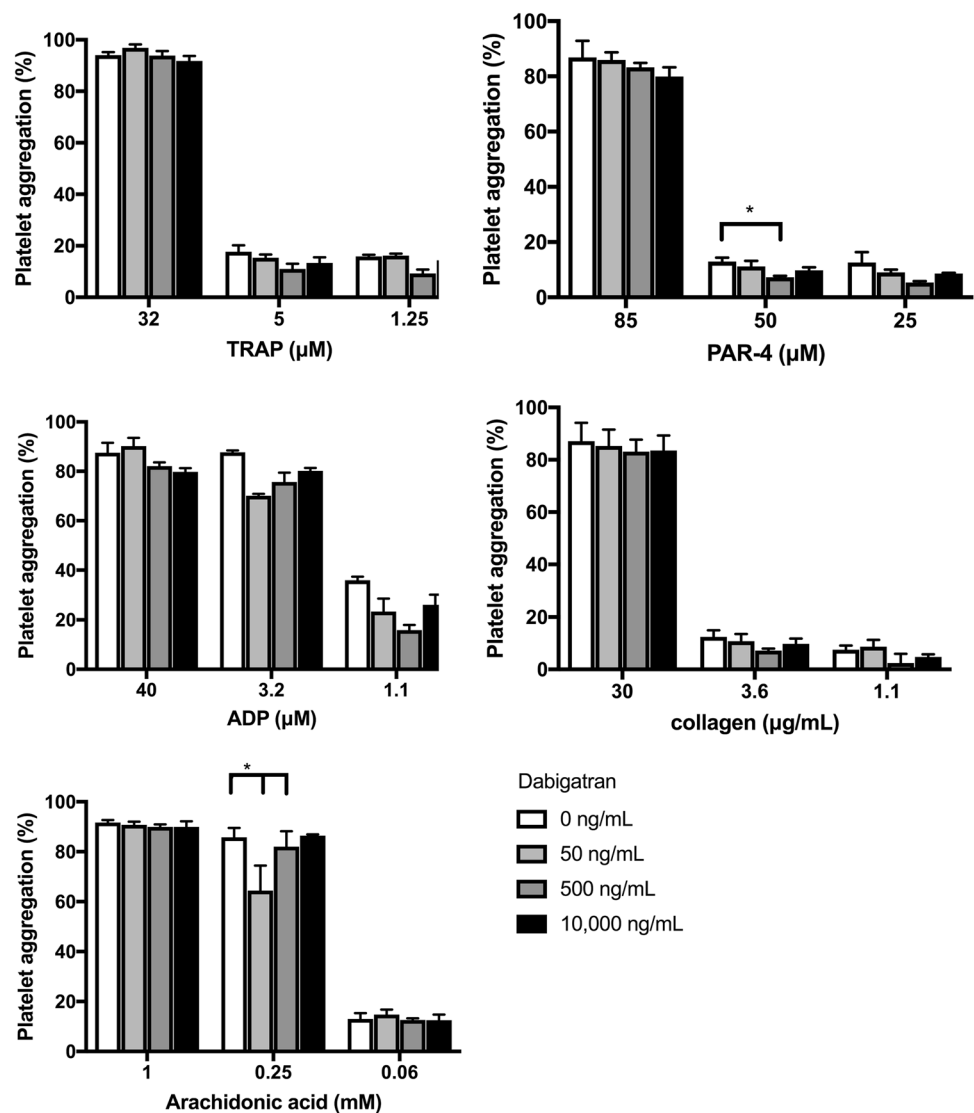 Platelet aggregation (%)
100
80
60
40
20
0
32 5 1.25
TRAP (µM)
Platelet aggregation (%)
100
80
60
40
20
0
*
85 50 25
PAR-4 (µM)
Platelet aggregation (%)
100
80
60
40
20
0
40 3.2 1.1
ADP (µM)
Platelet aggregation (%)
100
80
60
40
20
0
30 3.6 1.1
collagen (µg/mL)
Platelet aggregation (%)
100
80
60
40
20
0
*
1 0.25 0.06
Arachidonic acid (mM)
Dabigatran
0 ng/mL
50 ng/mL
500 ng/mL
10,000 ng/mL